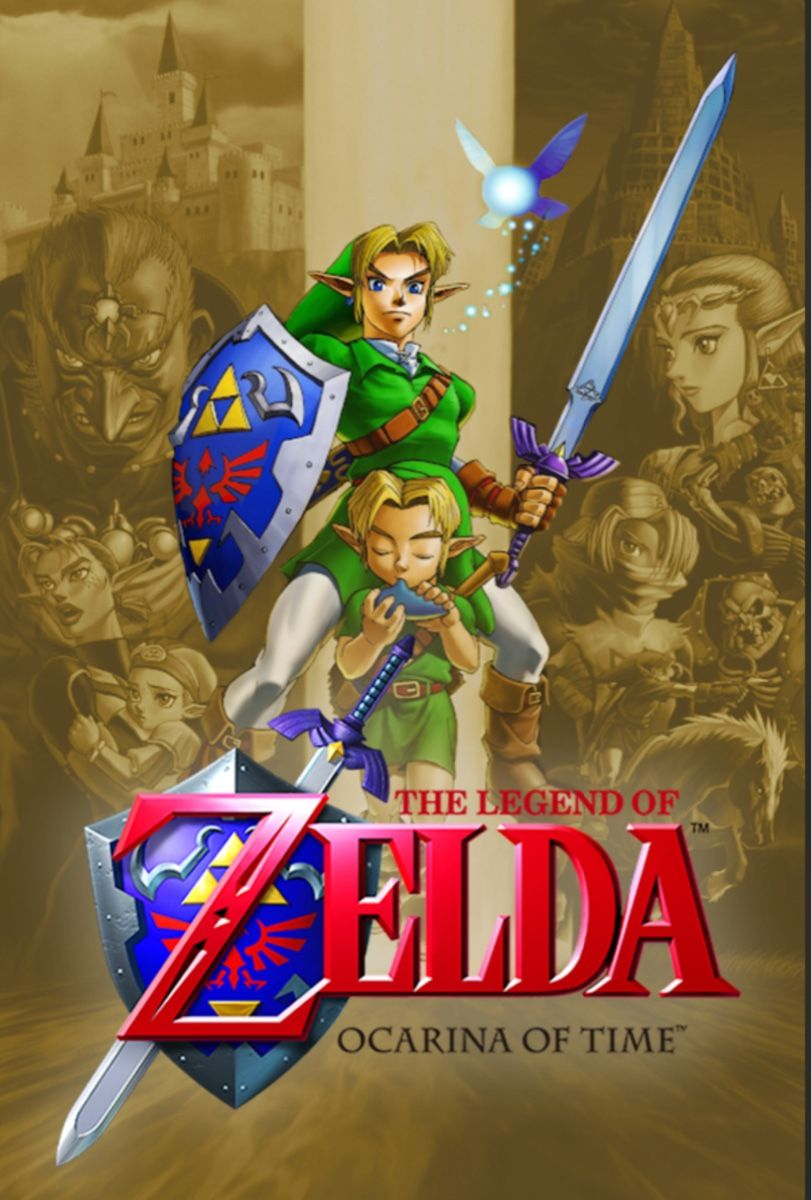 THE LEGEND OF
ZELDA™
OCARINA OF TIME™